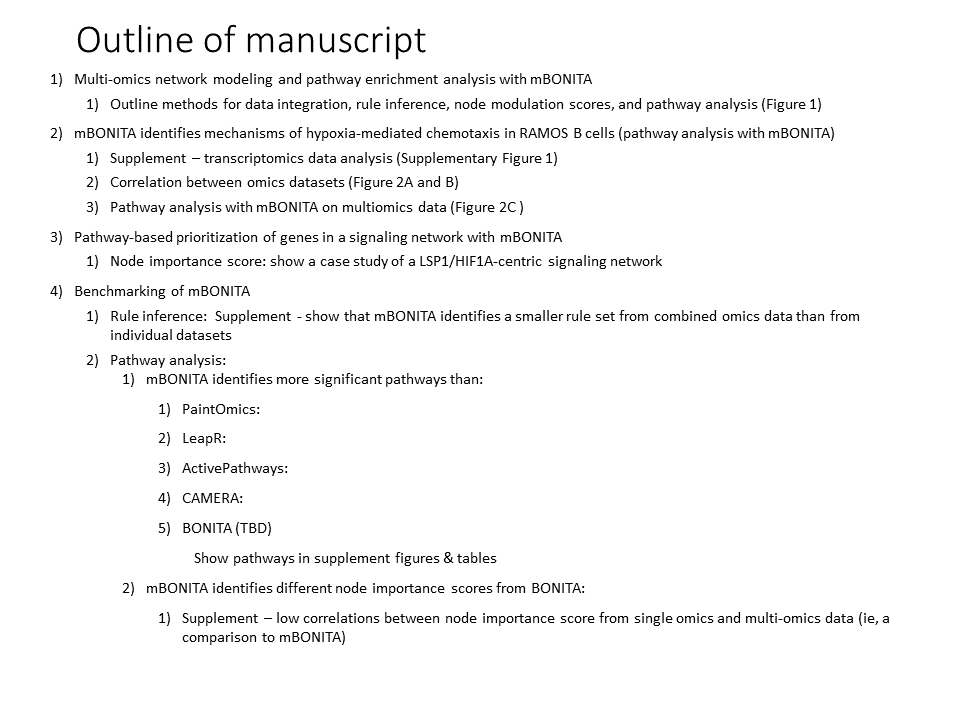 Outline of manuscript
1) Multi-omics network modeling and pathway enrichment analysis with mBONITA
1) Outline methods for data integration, rule inference, node modulation scores, and pathway analysis (Figure 1)
2) mBONITA identifies mechanisms of hypoxia-mediated chemotaxis in RAMOS B cells (pathway analysis with mBONITA)
1) Supplement – transcriptomics data analysis (Supplementary Figure 1)
2) Correlation between omics datasets (Figure 2A and B)
3) Pathway analysis with mBONITA on multiomics data (Figure 2C )
3) Pathway-based prioritization of genes in a signaling network with mBONITA
1) Node importance score: show a case study of a LSP1/HIF1A-centric signaling network
4) Benchmarking of mBONITA
1) Rule inference: Supplement - show that mBONITA identifies a smaller rule set from combined omics data than from
individual datasets
2) Pathway analysis:
1) mBONITA identifies more significant pathways than:
1) PaintOmics:
2) LeapR:
3) ActivePathways:
4) CAMERA:
5) BONITA (TBD)
Show pathways in supplement figures & tables
2) mBONITA identifies different node importance scores from BONITA:
1) Supplement – low correlations between node importance score from single omics and multi-omics data (ie, a
comparison to mBONITA)